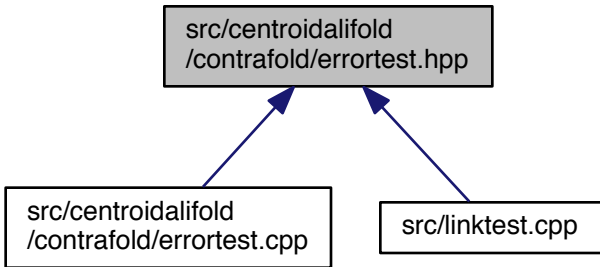 src/centroidalifold
/contrafold/errortest.hpp
src/centroidalifold
/contrafold/errortest.cpp
src/linktest.cpp